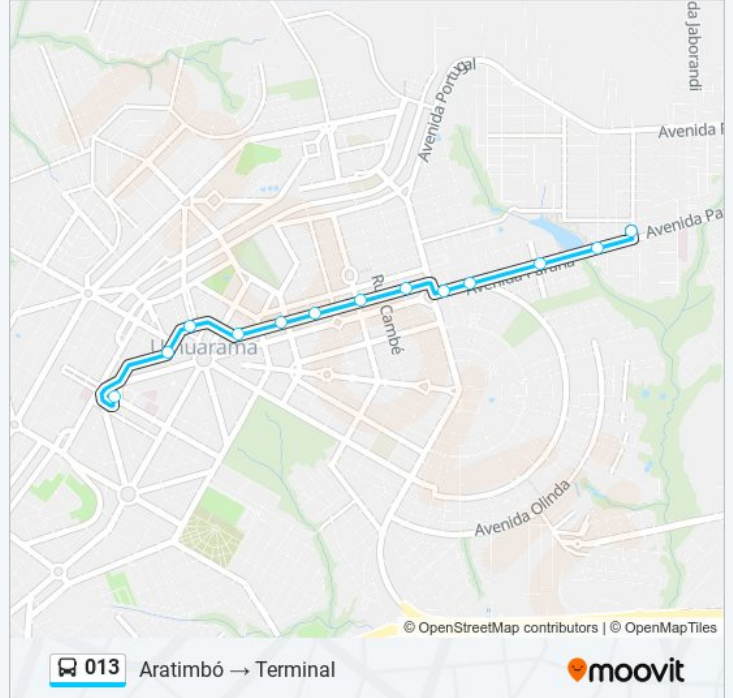 da Jaborandi
Avenida Portugal
Avenida P
Avenida Pa
Avenida Paraná
Rua Cambé
Umuarama
Avenida Olinda
© OpenStreetMap contributors | © OpenMapTiles
013 Aratimbó → Terminal
moovit